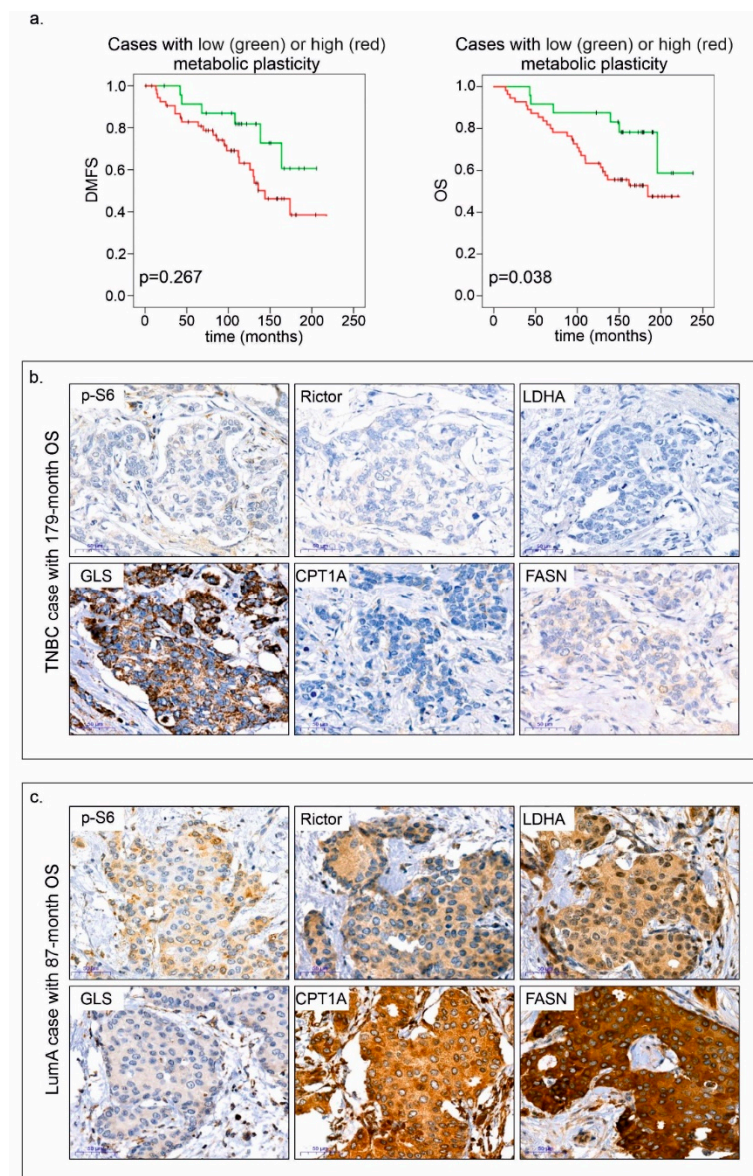 a.
Cases with low (green) or high (red)
metabolic plasticity
1.0
0.8
0.6
0.4
0.2
0.0
DMFS
p=0.267
0 50 100 150 200 250
time (months)
Cases with low (green) or high (red)
metabolic plasticity
1.0
0.8
0.6
0.4
0.2
0.0
OS
p=0.038
0 50 100 150 200 250
time (months)
b.
TNBC case with 179-month OS
p-S6
Rictor
LDHA
GLS
CPT1A
FASN
c.
LumA case with 87-month OS
p-S6
Rictor
LDHA
GLS
CPT1A
FASN